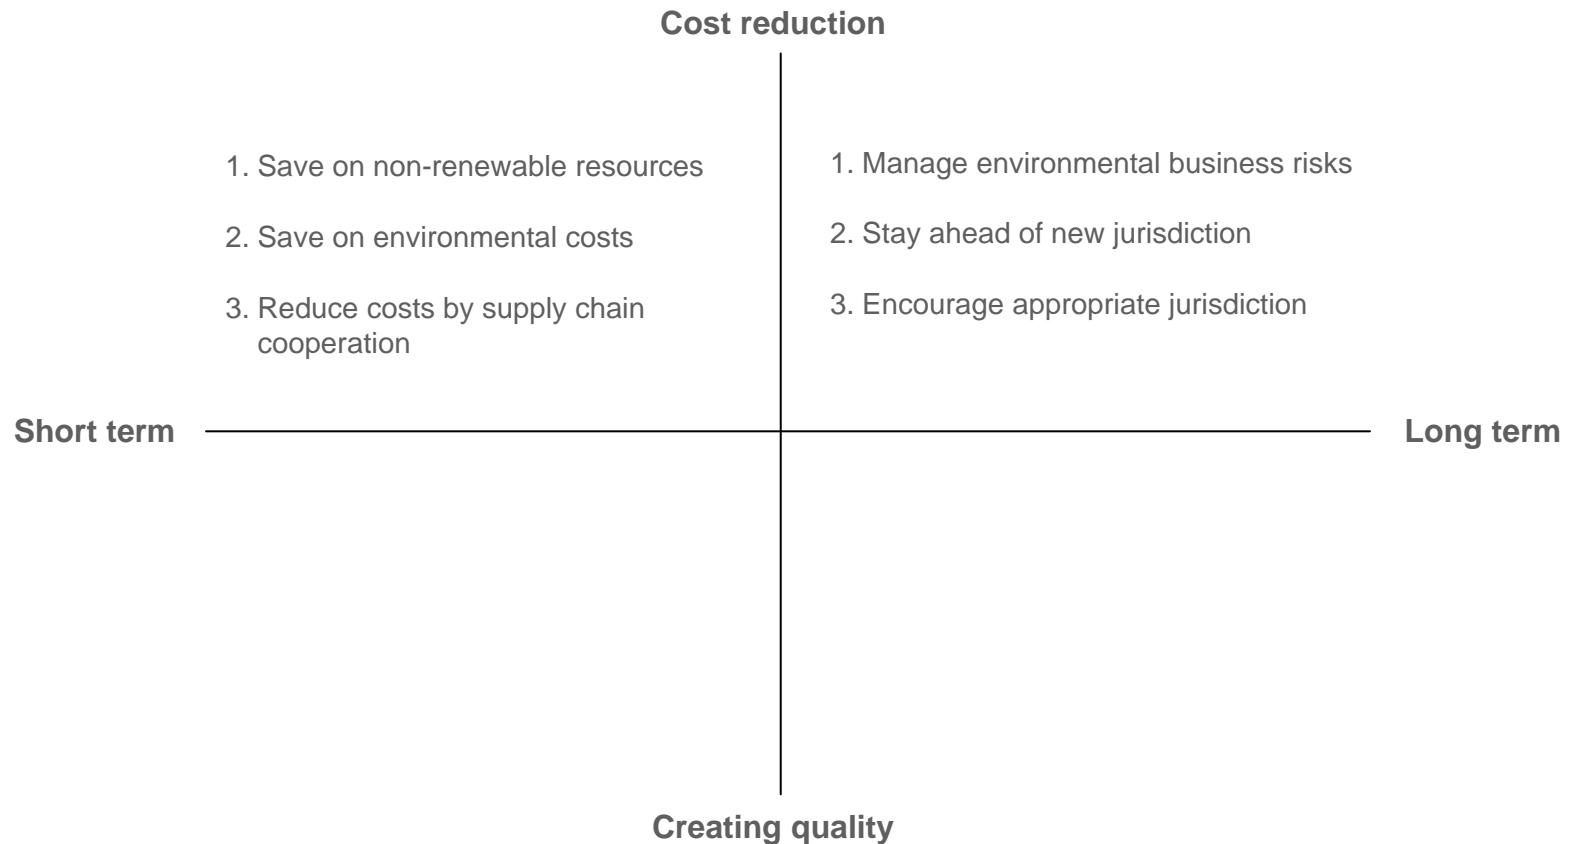 Cost reduction
1. Save on non-renewable resources
2. Save on environmental costs
3. Reduce costs by supply chain
cooperation
1. Manage environmental business risks
2. Stay ahead of new jurisdiction
3. Encourage appropriate jurisdiction
Short term
Long term
Creating quality